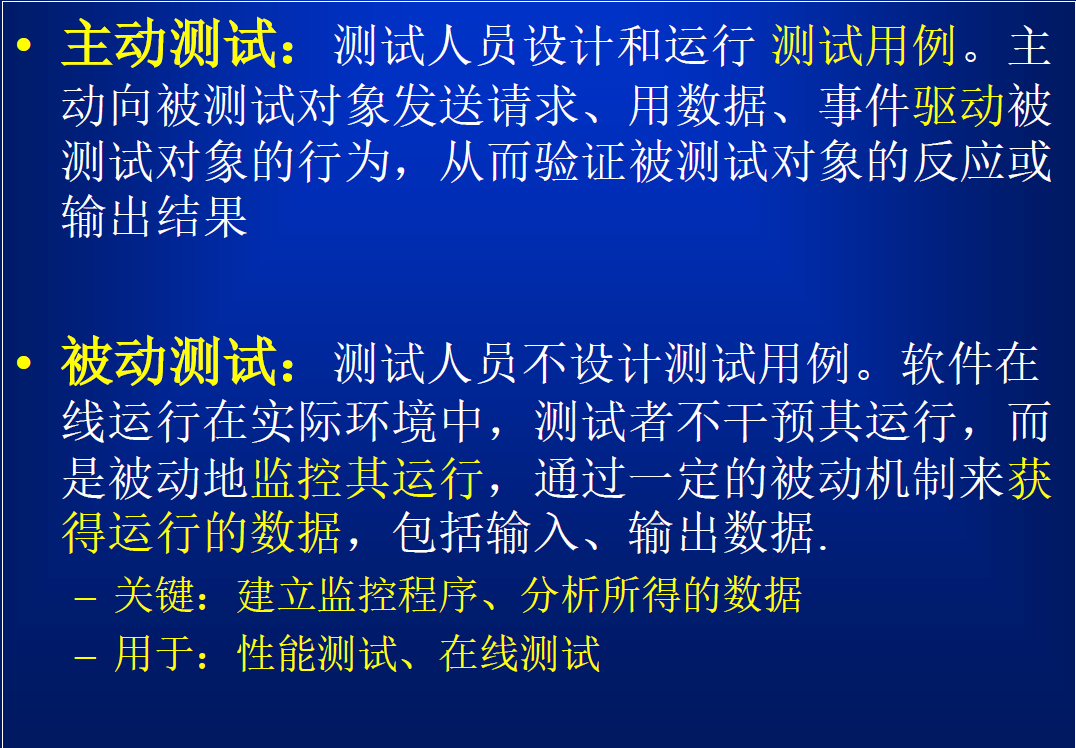 • 主动测试：测试人员设计和运行 测试用例。主
动向被测试对象发送请求、用数据、事件驱动被
测试对象的行为，从而验证被测试对象的反应或
输出结果
• 被动测试：测试人员不设计测试用例。软件在
线运行在实际环境中，测试者不干预其运行，而
是被动地监控其运行，通过一定的被动机制来获
得运行的数据，包括输入、输出数据.
– 关键：建立监控程序、分析所得的数据
– 用于：性能测试、在线测试